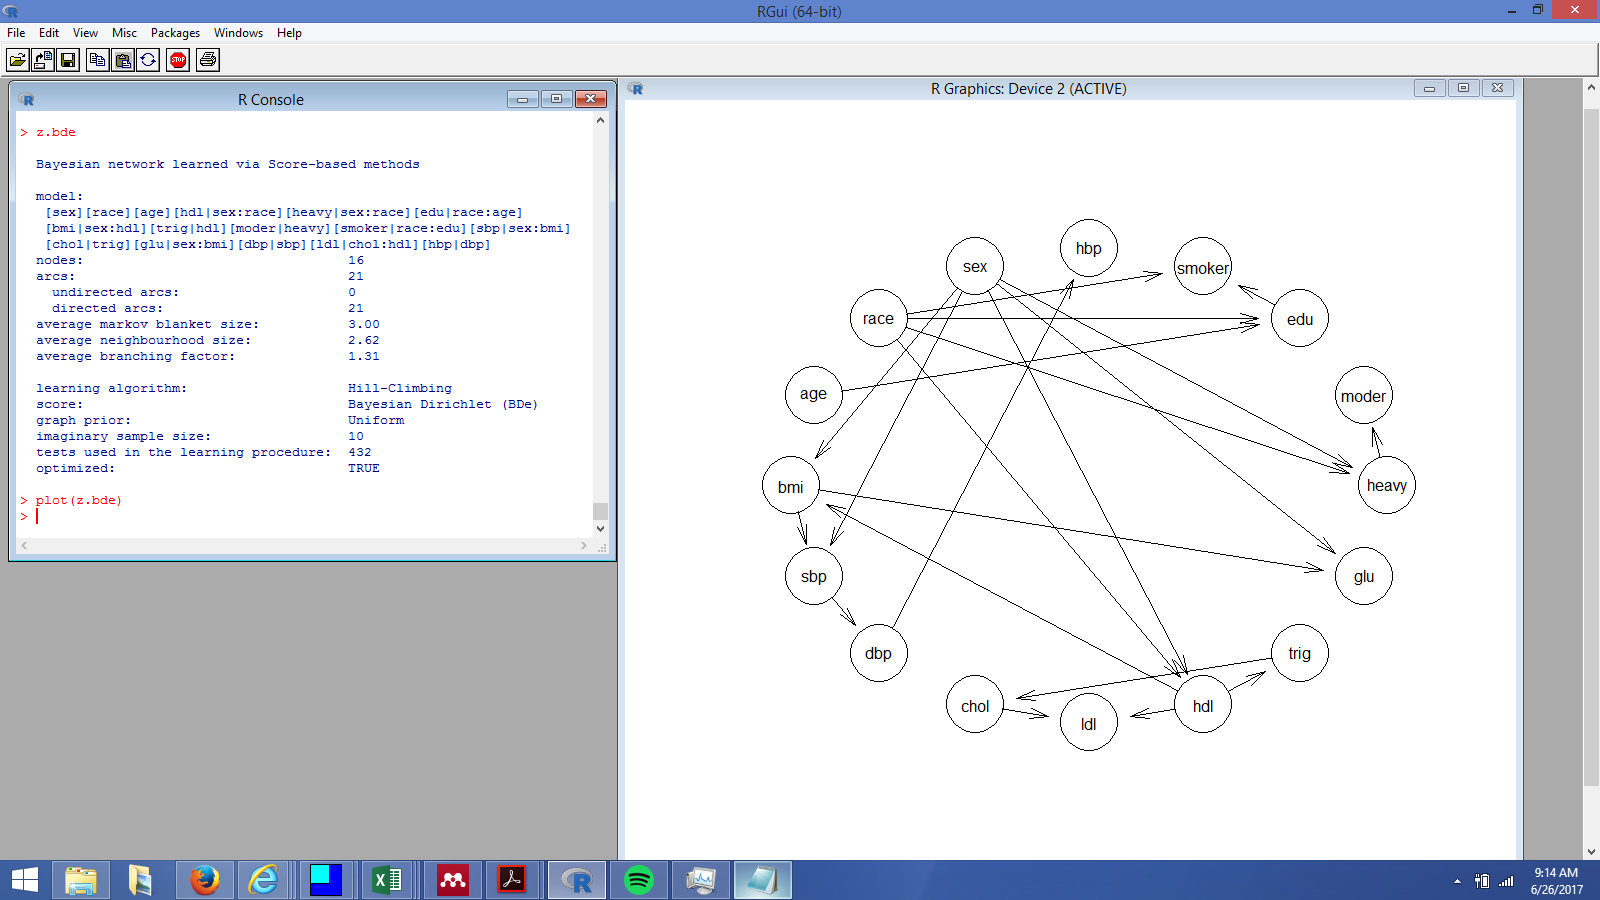 RGui (64-bit)
File Edit View Misc Packages Windows Help
STOP
R Console
> z.bde
Bayesian network learned via Score-based methods
model:
[sex][race][age][hdl|sex:race][heavy|sex:race][edu|race:age]
[bmi|sex:hdl][trig|hdl][moder|heavy][smoker|race:edu][sbp|sex:bmi]
[chol|trig][glu|sex:bmi][dbp|sbp][ldl|chol:hdl][hbp|dbp]
nodes: 16
arcs: 21
undirected arcs: 0
directed arcs: 21
average markov blanket size: 3.00
average neighbourhood size: 2.62
average branching factor: 1.31
learning algorithm: Hill-Climbing
score: Bayesian Dirichlet (BDe)
graph prior: Uniform
imaginary sample size: 10
tests used in the learning procedure: 432
optimized: TRUE
> plot(z.bde)
>
R Graphics: Device 2 (ACTIVE)
hbp
sex
smoker
race
edu
age
moder
bmi
heavy
sbp
glu
dbp
trig
chol
hdl
ldl
9:14 AM
6/26/2017